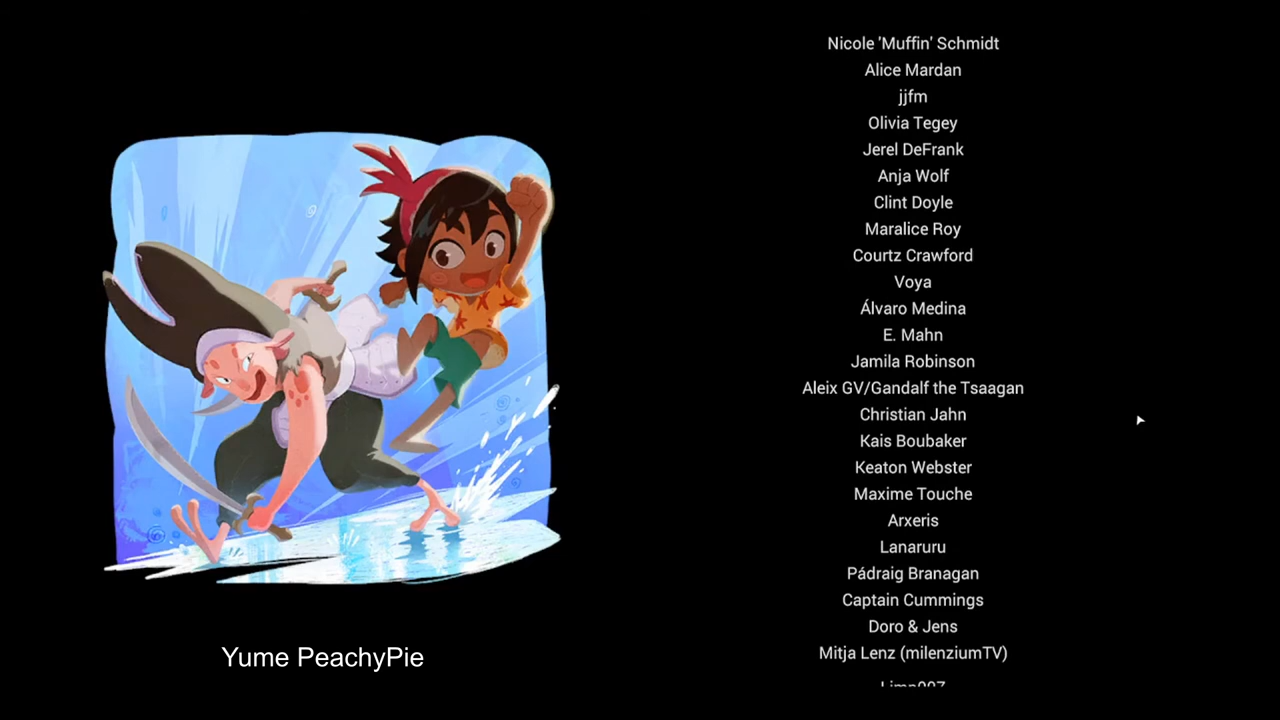 Nicole 'Muffin' Schmidt
Alice Mardan
jjfm
Olivia Tegey
Jerel DeFrank
Anja Wolf
Clint Doyle
Maralice Roy
Courtz Crawford
Voya
Álvaro Medina
E. Mahn
Jamila Robinson
Aleix GV/Gandalf the Tsaagan
Christian Jahn
Kais Boubaker
Keaton Webster
Maxime Touche
Arxeris
Lanaruru
Pádraig Branagan
Captain Cummings
Doro & Jens
Mitja Lenz (milenziumTV)
Yume PeachyPie